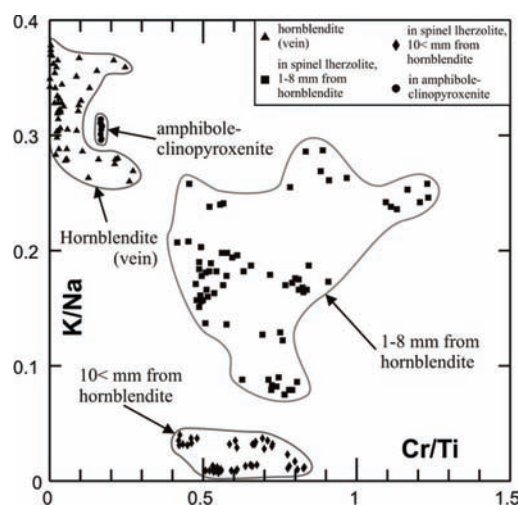 0.4
0.3
0.2
0.1
0
K/Na
hornblendite
(vein)
in spinel lherzolite,
1-8 mm from
hornblendite
in spinel lherzolite,
10< mm from
hornblendite
in amphibole-
clinopyroxenite
amphibole-
clinopyroxenite
Hornblendite
(vein)
1-8 mm from
hornblendite
10< mm from
hornblendite
Cr/Ti
0
0.5
1
1.5